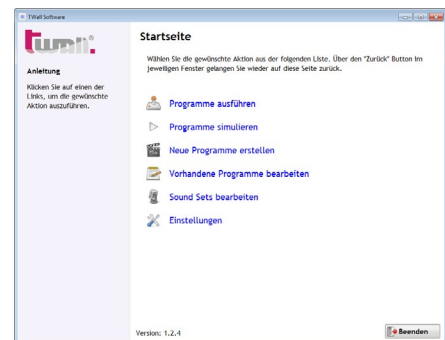 TWall Software
twall®
Anleitung
Klicken Sie auf einen der
Links, um die gewünschte
Aktion auszuführen.
Startseite
Wählen Sie die gewünschte Aktion aus der folgenden Liste. Über den "Zurück" Button im
jeweiligen Fenster gelangen Sie wieder auf diese Seite zurück.
Programme ausführen
Programme simulieren
Neue Programme erstellen
Vorhandene Programme bearbeiten
Sound Sets bearbeiten
Einstellungen
Version: 1.2.4
Beenden